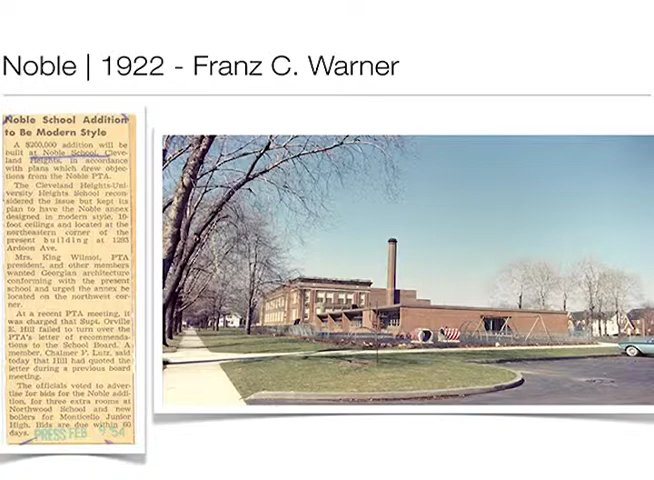 Noble | 1922 - Franz C. Warner
Noble School Addition
to Be Modern Style
A $200,000 addition will be
built at Noble School, Cleve-
land Heights, in accordance
with plans which drew objec-
tions from the Noble PTA.
The Cleveland Heights-Uni-
versity Heights School recon-
sidered the issue but kept its
plan to have the Noble annex
designed in modern style, 10-
foot ceilings and located at the
northeastern corner of the
present building at 1293
Ardoon Ave.
Mrs. King Wilmot, PTA
president, and other members
wanted Georgian architecture
conforming with the present
school and urged the annex be
located on the northwest cor-
ner.
At a recent PTA meeting, it
was charged that Supt. Orville
E. Hill failed to turn over the
PTA's letter of recommenda-
tions to the School Board. A
member, Chalmer F. Lutz, said
today that Hill had quoted the
letter during a previous board
meeting.
The officials voted to adver-
tise for bids for the Noble addi-
tion, for three extra rooms at
Northwood School and new
boilers for Monticello Junior
High. Bids are due within 60
days.
PRESS FEB 9 '54